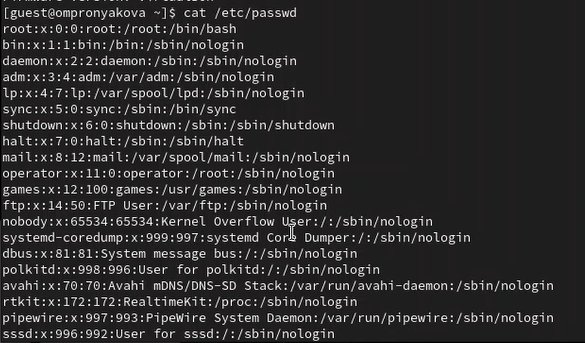 [guest@ompronyakova ~]$ cat /etc/passwd
root:x:0:0:root:/root:/bin/bash
bin:x:1:1:bin:/bin:/sbin/nologin
daemon:x:2:2:daemon:/sbin:/sbin/nologin
adm:x:3:4:adm:/var/adm:/sbin/nologin
lp:x:4:7:lp:/var/spool/lpd:/sbin/nologin
sync:x:5:0:sync:/sbin:/bin/sync
shutdown:x:6:0:shutdown:/sbin:/sbin/shutdown
halt:x:7:0:halt:/sbin:/sbin/halt
mail:x:8:12:mail:/var/spool/mail:/sbin/nologin
operator:x:11:0:operator:/root:/sbin/nologin
games:x:12:100:games:/usr/games:/sbin/nologin
ftp:x:14:50:FTP User:/var/ftp:/sbin/nologin
nobody:x:65534:65534:Kernel Overflow User:/:/sbin/nologin
systemd-coredump:x:999:997:systemd Core Dumper:/:/sbin/nologin
dbus:x:81:81:System message bus:/:/sbin/nologin
polkitd:x:998:996:User for polkitd:/:/sbin/nologin
avahi:x:70:70:Avahi mDNS/DNS-SD Stack:/var/run/avahi-daemon:/sbin/nologin
rtkit:x:172:172:RealtimeKit:/proc:/sbin/nologin
pipewire:x:997:993:PipeWire System Daemon:/var/run/pipewire:/sbin/nologin
sssd:x:996:992:User for sssd:/:/sbin/nologin